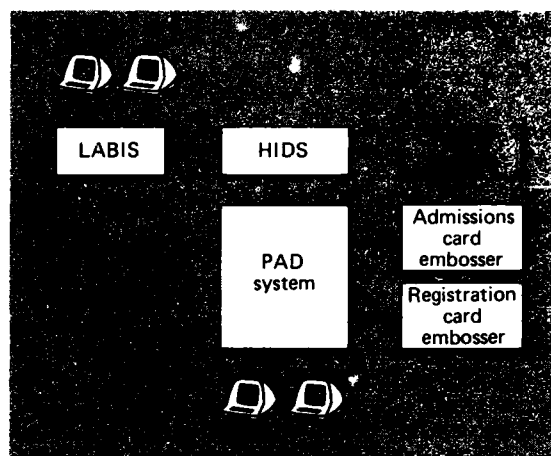 LABIS
HIDS
PAD
system
Admissions
card
embosser
Registration
card
embosser